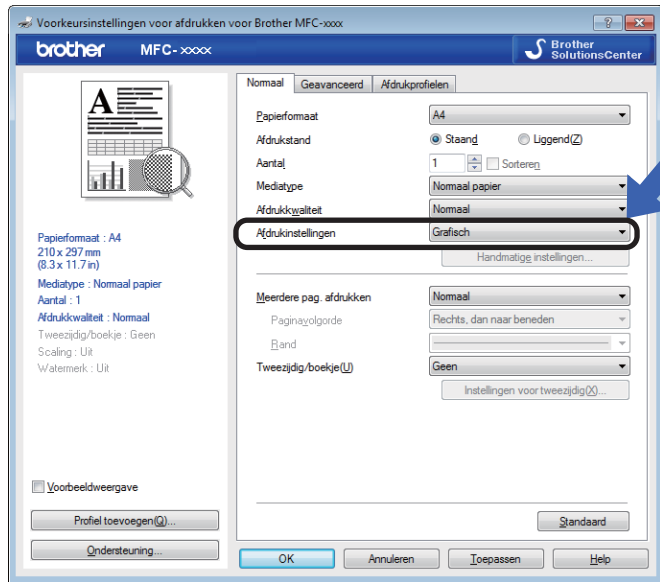 Voorkeursinstellingen voor afdrukken voor Brother MFC-xxxx
brother MFC-xxxx
Brother
SolutionsCenter
A
Papierformaat : A4
210 x 297 mm
(8.3 x 11.7 in)
Mediatype : Normaal papier
Aantal : 1
Afdrukkwaliteit : Normaal
Tweezijdig/boekje : Geen
Scaling : Uit
Watermerk : Uit
Voorbeeldweergave
Profiel toevoegen(Q)...
Ondersteuning...
Normaal Geavanceerd Afdrukprofielen
Papierformaat A4
Afdrukstand Staand Liggend(Z)
Aantal 1 Sorteren
Mediatype Normaal papier
Afdrukkwaliteit Normaal
Afdrukinstellingen Grafisch
Handmatige instellingen...
Meerdere pag. afdrukken Normaal
Paginavolgorde Rechts, dan naar beneden
Rand
Tweezijdig/boekje(U) Geen
Instellingen voor tweezijdig(X)...
Standaard
OK Annuleren Toepassen Help